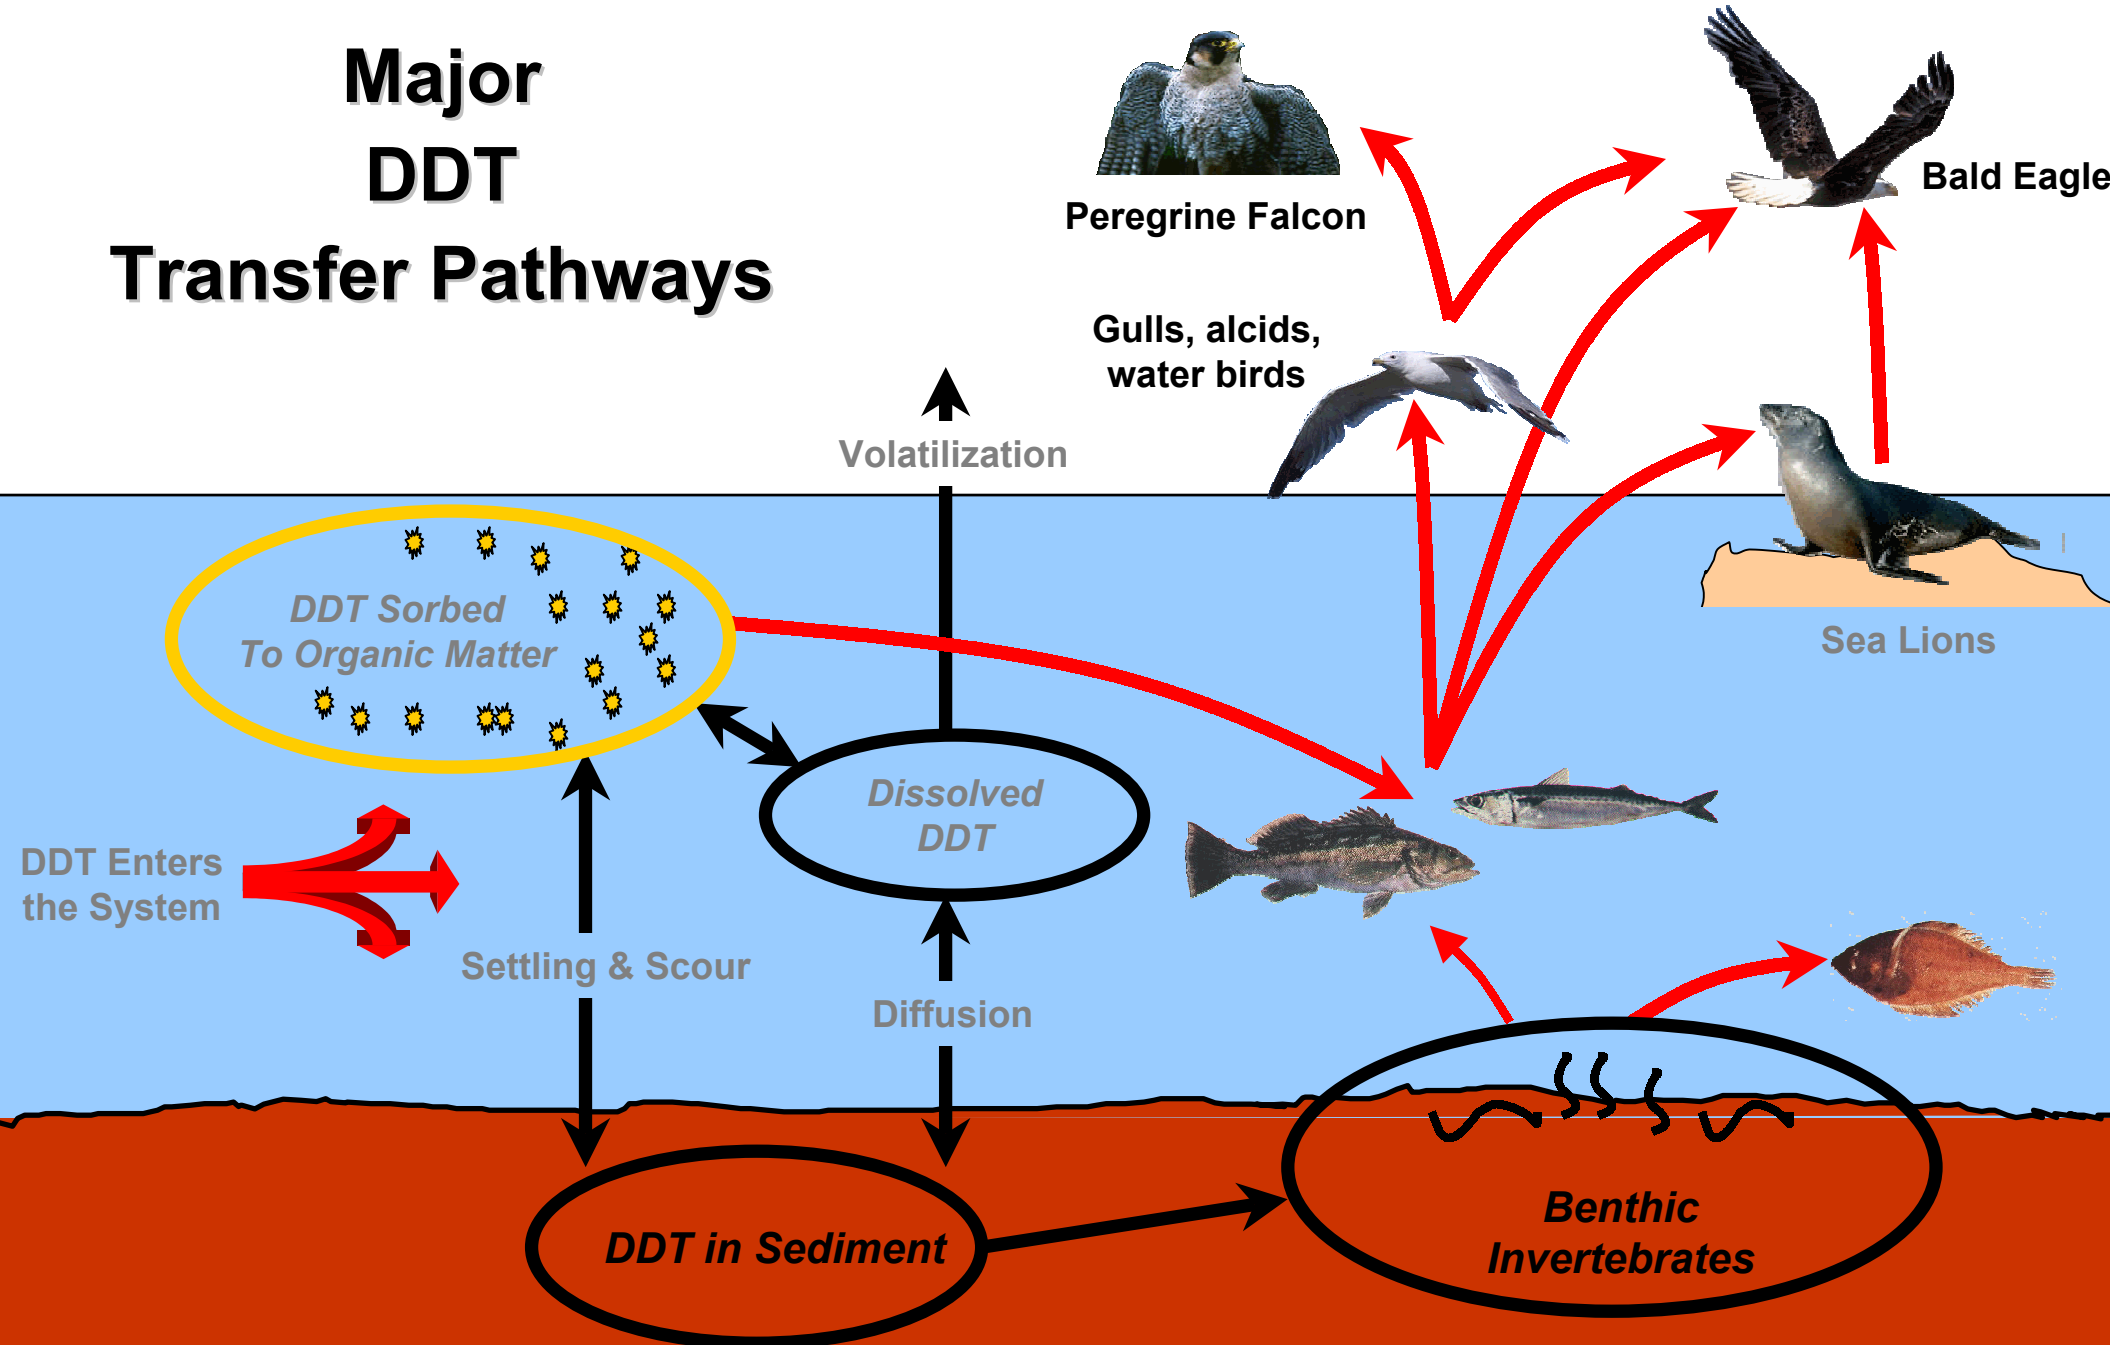 Major
DDT
Transfer Pathways
Peregrine Falcon
Bald Eagle
Gulls, alcids,
water birds
Volatilization
DDT Sorbed
To Organic Matter
Sea Lions
Dissolved
DDT
DDT Enters
the System
Settling & Scour
Diffusion
DDT in Sediment
Benthic
Invertebrates